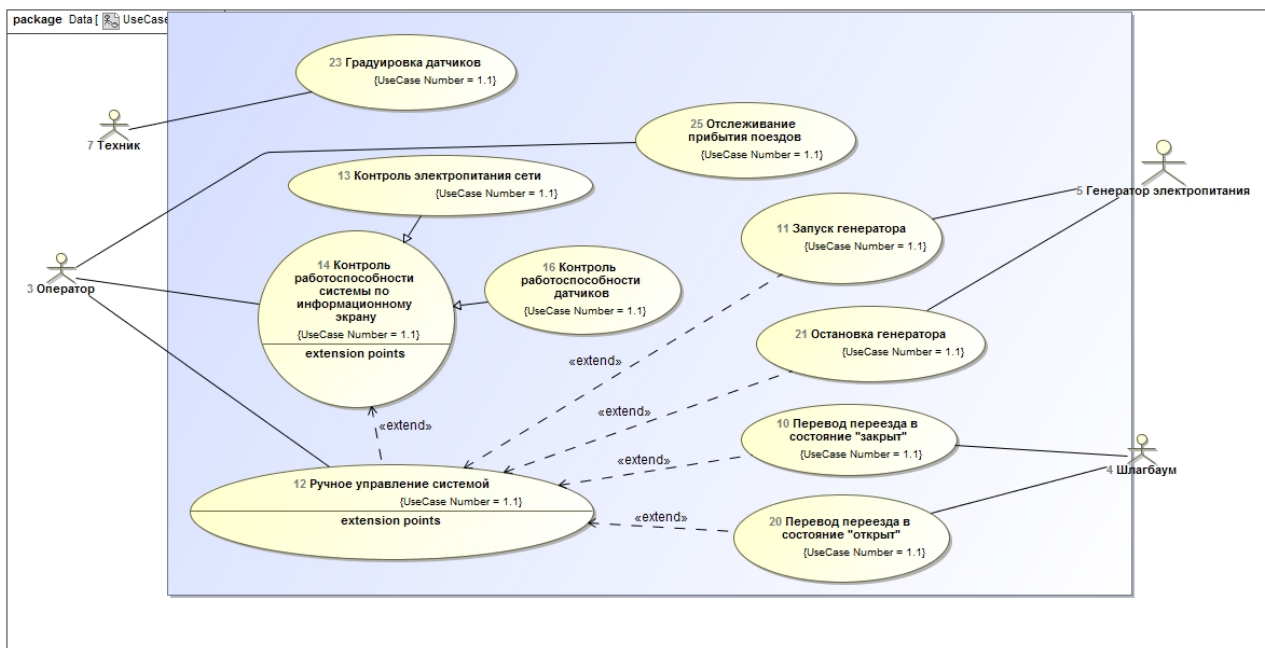 package Data [ UseCase
23 Градуировка датчиков
{UseCase Number = 1.1}
7 Техник
25 Отслеживание
прибытия поездов
{UseCase Number = 1.1}
13 Контроль электропитания сети
{UseCase Number = 1.1}
5 Генератор электропитания
11 Запуск генератора
{UseCase Number = 1.1}
3 Оператор
14 Контроль
работоспособности
системы по
информационному
экрану
{UseCase Number = 1.1}
extension points
16 Контроль
работоспособности
датчиков
{UseCase Number = 1.1}
21 Остановка генератора
{UseCase Number = 1.1}
«extend»
«extend»
«extend»
10 Перевод переезда в
состояние "закрыт"
{UseCase Number = 1.1}
«extend»
4 Шлагбаум
12 Ручное управление системой
{UseCase Number = 1.1}
extension points
«extend»
20 Перевод переезда в
состояние "открыт"
{UseCase Number = 1.1}